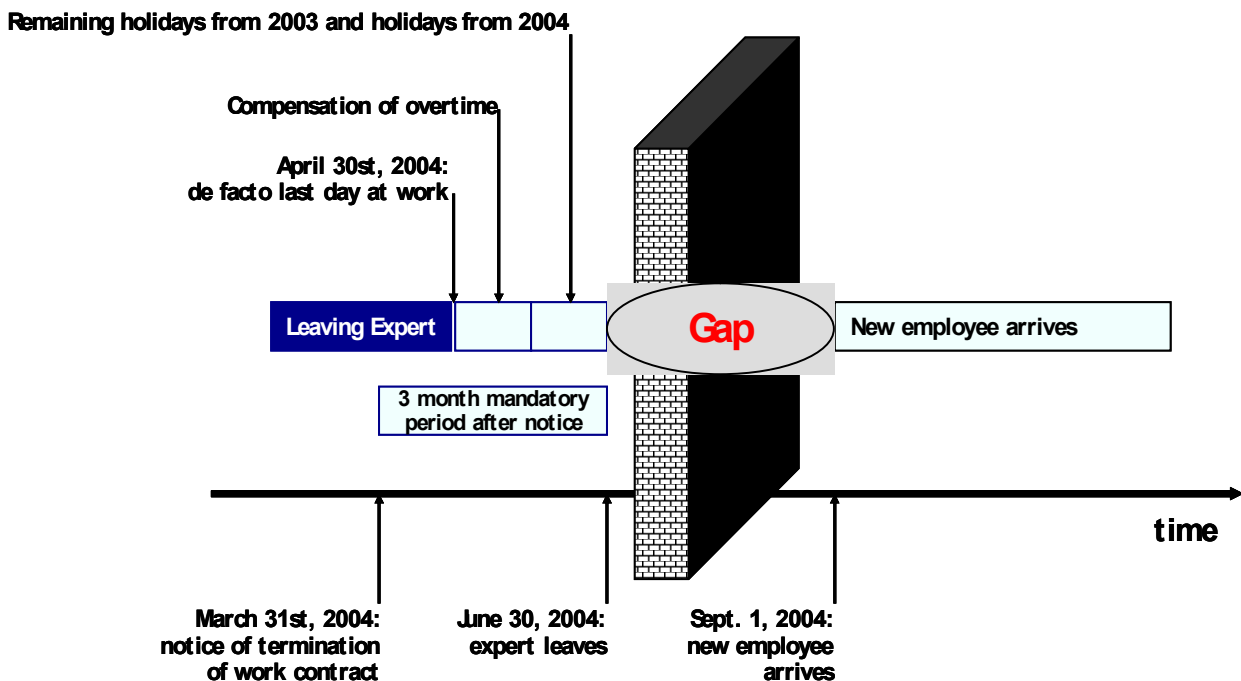 Remaining holidays from 2003 and holidays from 2004
Compensation of overtime
April 30st, 2004:
de facto last day at work
Leaving Expert
Gap
New employee arrives
3 month mandatory
period after notice
time
March 31st, 2004:
notice of termination
of work contract
June 30, 2004:
expert leaves
Sept. 1, 2004:
new employee
arrives